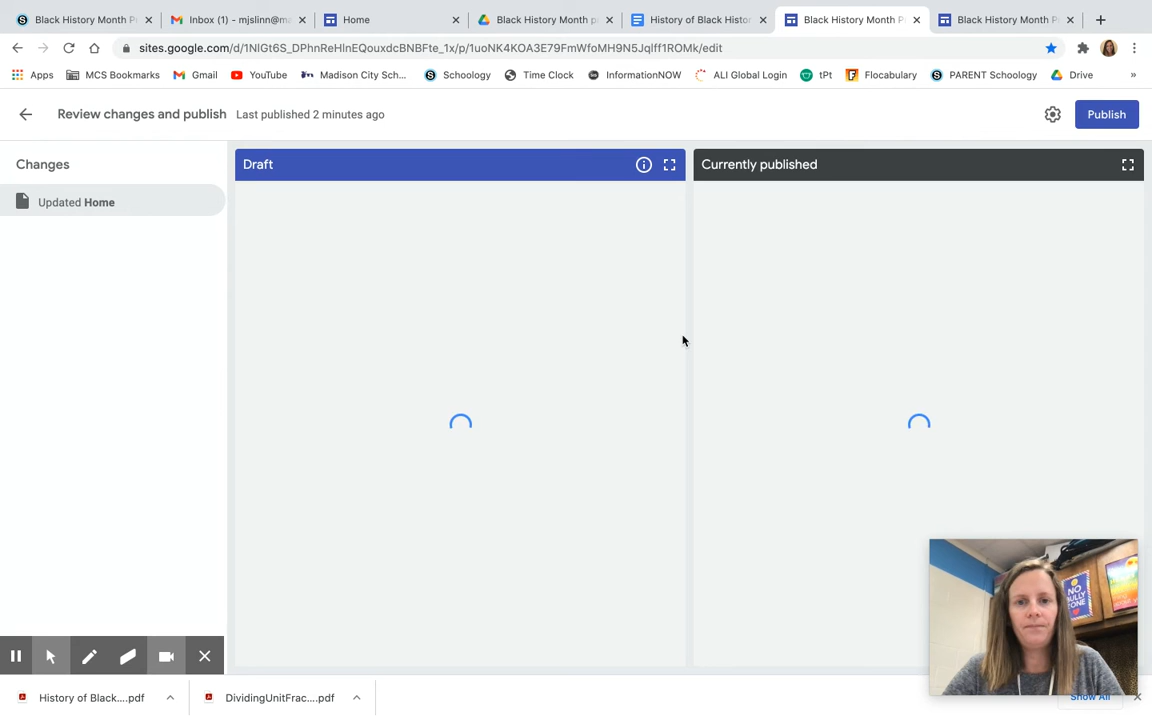 Black History Month P
Inbox (1) - mjslinn@ma
Home
Black History Month p
History of Black Histor
Black History Month P
Black History Month P
sites.google.com/d/1NlGt6S_DPhnReHlnEQouxdcBNBFte_1x/p/1uoNK4KOA3E79FmWfoMH9N5Jqlff1ROMk/edit
Apps
MCS Bookmarks
Gmail
YouTube
Madison City Sch...
Schoology
Time Clock
InformationNOW
ALI Global Login
tPt
Flocabulary
PARENT Schoology
Drive
»
Review changes and publish
Last published 2 minutes ago
Publish
Changes
Draft
Currently published
Updated Home
NO
BULLY
ZONE
History of Black....pdf
DividingUnitFrac....pdf
Show All